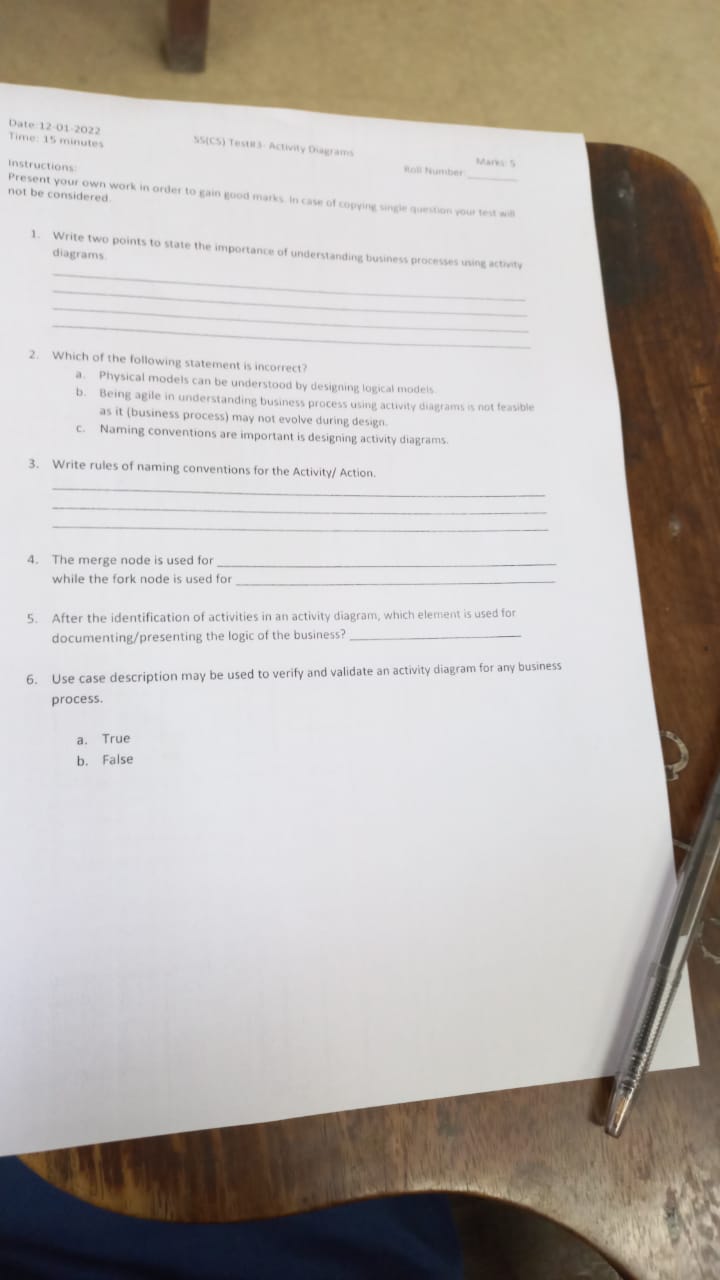 Date:12-01-2022
Time: 15 minutes
SS(CS) Test#3- Activity Diagrams
Marks: 5
Roll Number:
Instructions:
Present your own work in order to gain good marks. In case of copying single question your test will
not be considered.
1. Write two points to state the importance of understanding business processes using activity
diagrams.
2. Which of the following statement is incorrect?
a. Physical models can be understood by designing logical models.
b. Being agile in understanding business process using activity diagrams is not feasible
as it (business process) may not evolve during design.
c. Naming conventions are important is designing activity diagrams.
3. Write rules of naming conventions for the Activity/ Action.
4. The merge node is used for
while the fork node is used for
5. After the identification of activities in an activity diagram, which element is used for
documenting/presenting the logic of the business?
6. Use case description may be used to verify and validate an activity diagram for any business
process.
a. True
b. False